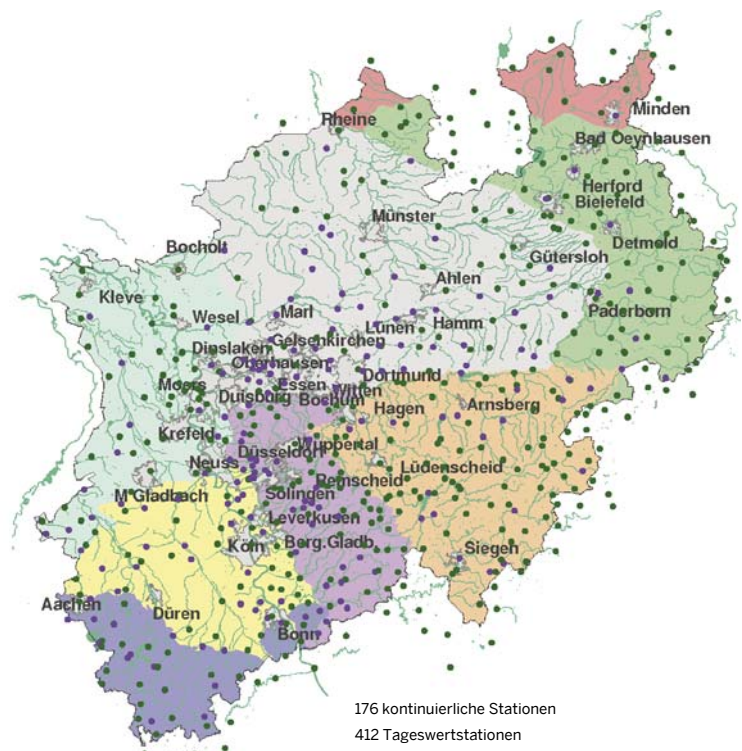 Minden
Rheine
Bad Oeynhausen
Herford
Bielefeld
Münster
Detmold
Bocholt
Gütersloh
Ahlen
Kleve
Paderborn
Wesel
Marl
Lünen
Hamm
Gelsenkirchen
Dinslaken
Oberhausen
Dortmund
Moers
Essen
Witten
Duisburg
Bochum
Hagen
Arnsberg
Krefeld
Wuppertal
Düsseldorf
Neuss
Lüdenscheid
Remscheid
M'Gladbach
Solingen
Leverkusen
Köln
Berg.Gladb.
Siegen
Aachen
Düren
Bonn
176 kontinuierliche Stationen
412 Tageswertstationen